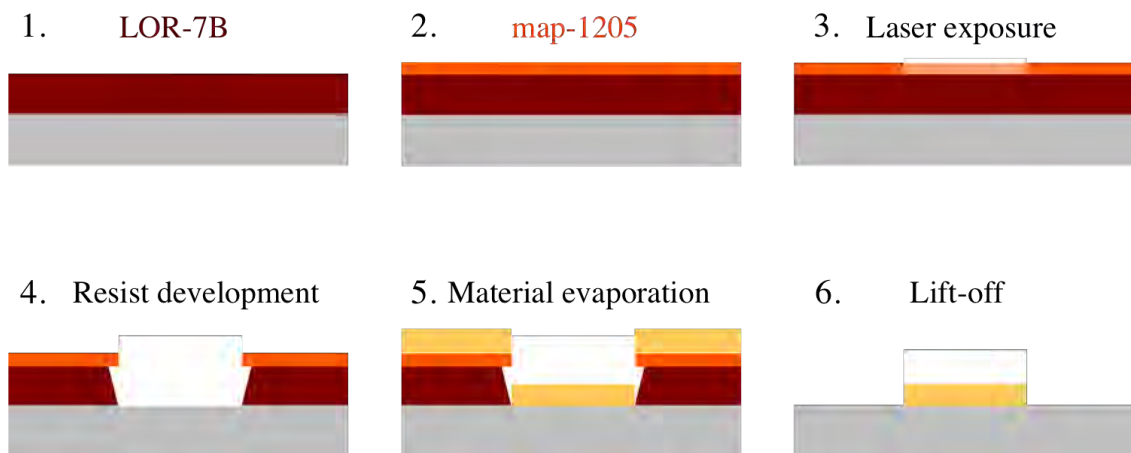 1. LOR-7B
2. map-1205
3. Laser exposure
4. Resist development
5. Material evaporation
6. Lift-off